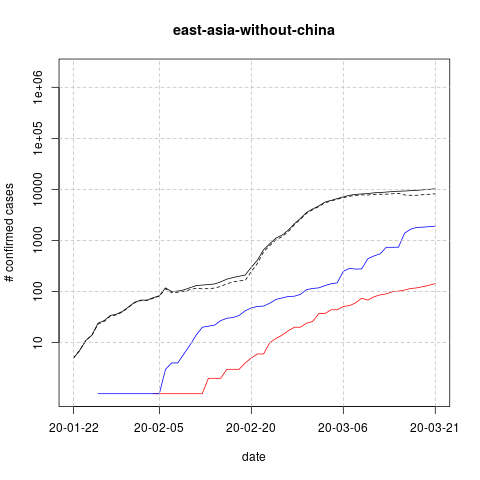 east-asia-without-china
# confirmed cases
1e+06
1e+05
10000
1000
100
10
20-01-22
20-02-05
20-02-20
20-03-06
20-03-21
date